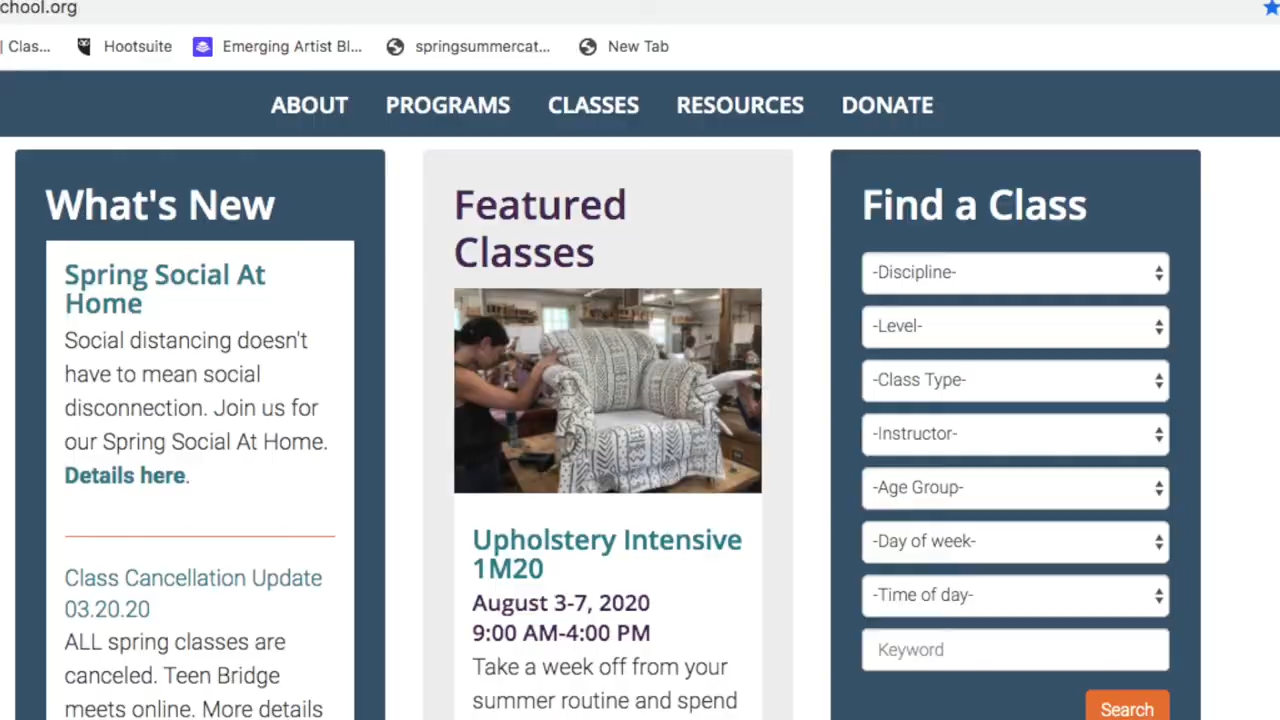 chool.org
| Clas...
Hootsuite
Emerging Artist Bl...
springsummercat...
New Tab
ABOUT
PROGRAMS
CLASSES
RESOURCES
DONATE
What's New
Spring Social At
Home
Social distancing doesn't
have to mean social
disconnection. Join us for
our Spring Social At Home.
Details here.
Class Cancellation Update
03.20.20
ALL spring classes are
canceled. Teen Bridge
meets online. More details
Featured
Classes
Upholstery Intensive
1M20
August 3-7, 2020
9:00 AM-4:00 PM
Take a week off from your
summer routine and spend
Find a Class
-Discipline-
-Level-
-Class Type-
-Instructor-
-Age Group-
-Day of week-
-Time of day-
Keyword
Search